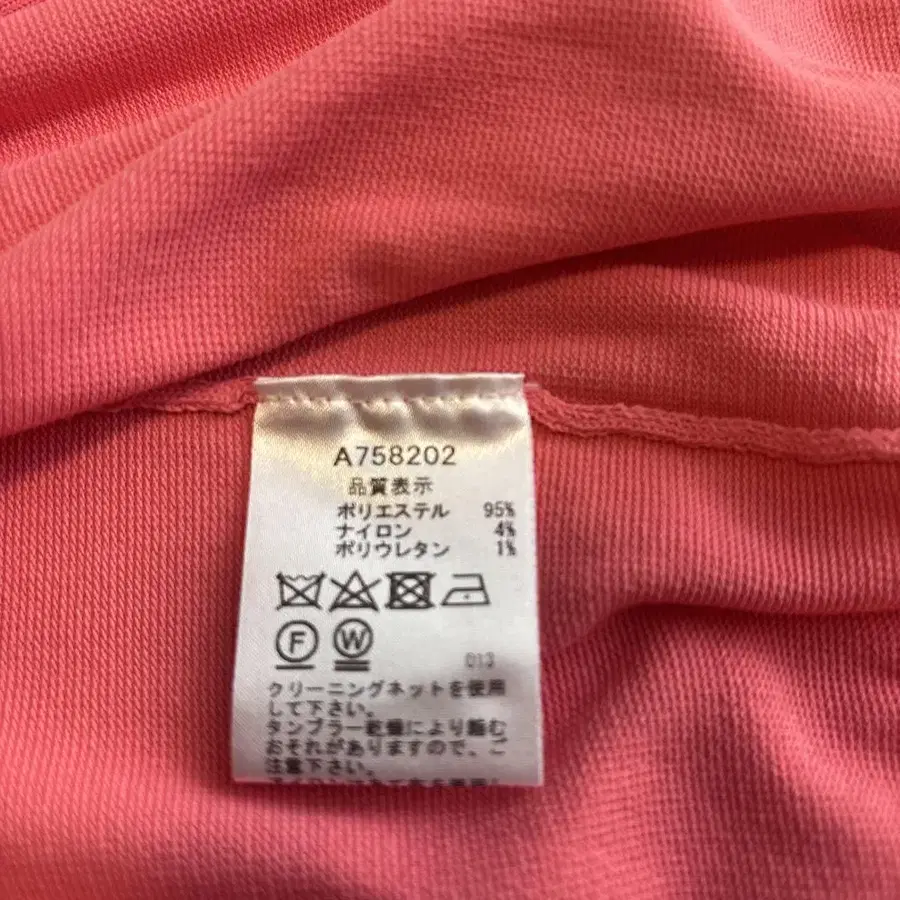 A758202
品質表示
ポリエステル 95%
ナイロン 4%
ポリウレタン 1%
F W
013
クリーニングネットを使用
して下さい。
タンブラー乾燥により縮む
おそれがありますので、ご
注意下さい。